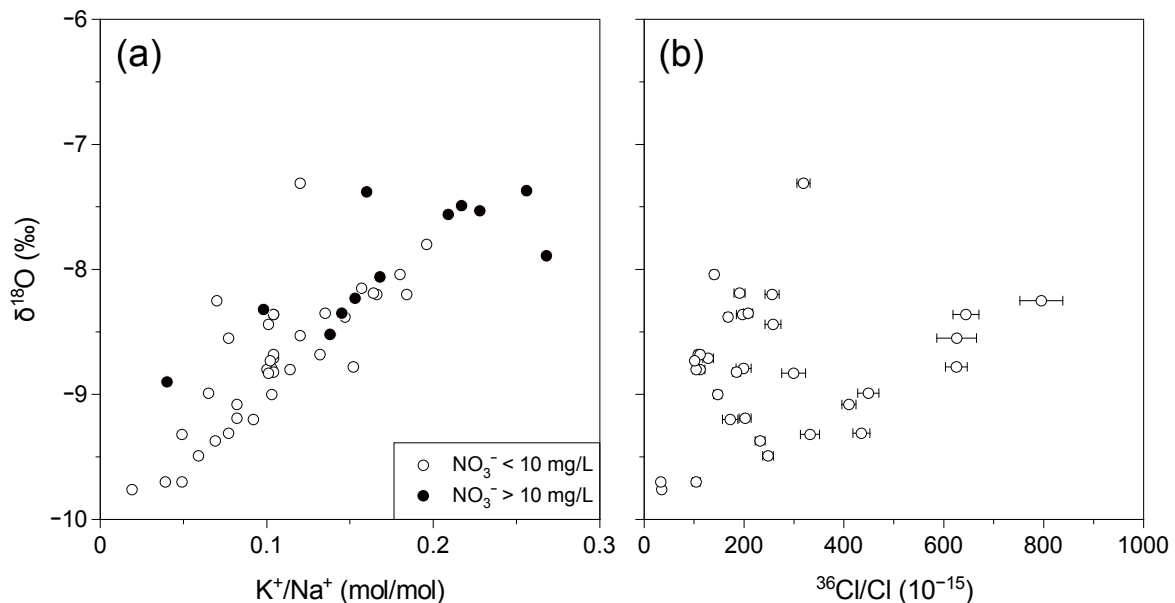 (a)
(b)
−6
−7
−8
−9
−10
δ¹⁸O (‰)
NO₃⁻ < 10 mg/L
NO₃⁻ > 10 mg/L
0 0.1 0.2 0.3
0 200 400 600 800 1000
K⁺/Na⁺ (mol/mol)
³⁶Cl/Cl (10⁻¹⁵)